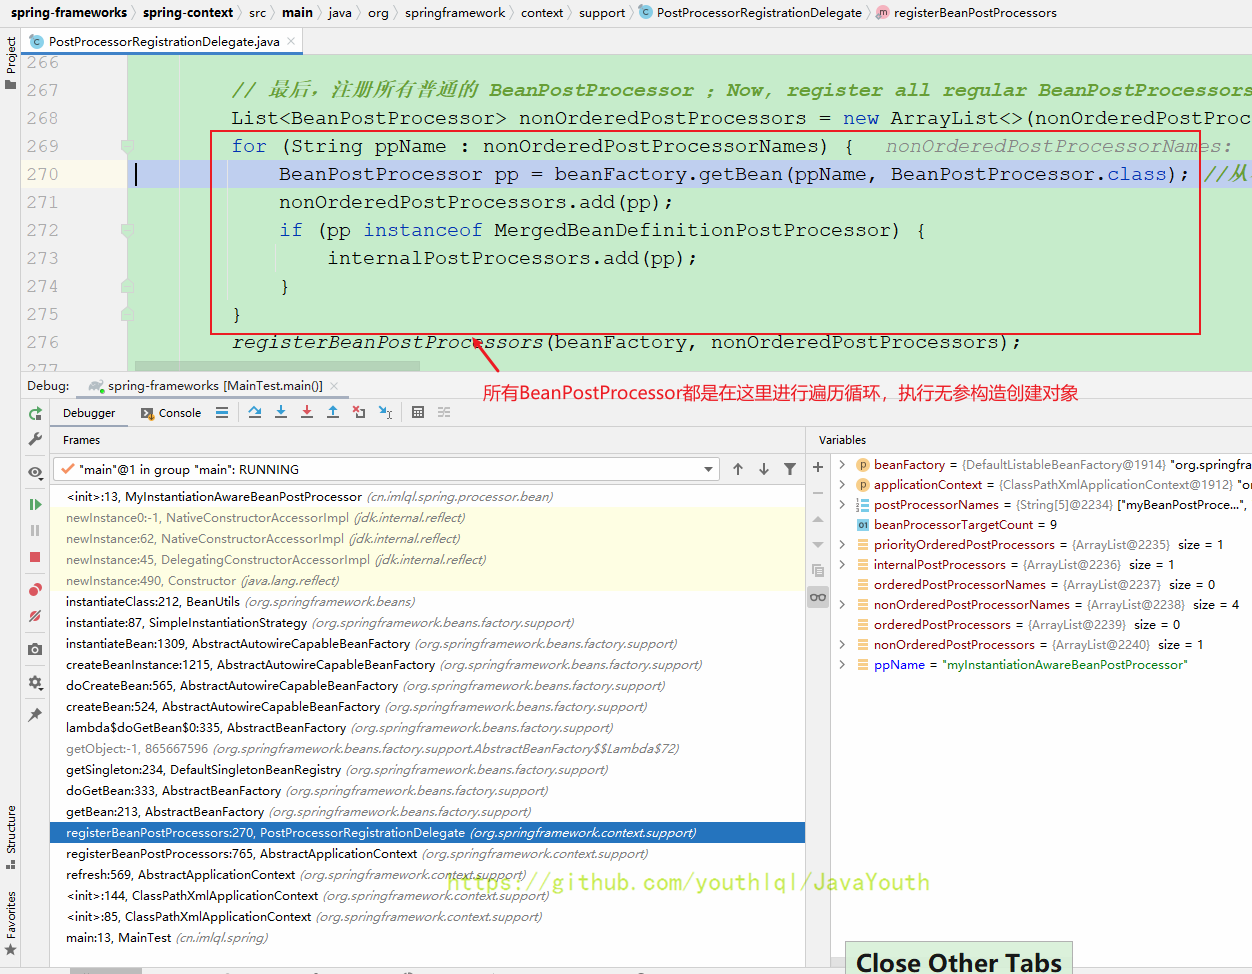 spring-frameworks spring-context src main java org springframework context support PostProcessorRegistrationDelegate registerBeanPostProcessors
Project
PostProcessorRegistrationDelegate.java
266
267 // 最后，注册所有普通的 BeanPostProcessor ; Now, register all regular BeanPostProcessors
268 List<BeanPostProcessor> nonOrderedPostProcessors = new ArrayList<>(nonOrderedPostProc
269 for (String ppName : nonOrderedPostProcessorNames) { nonOrderedPostProcessorNames:
270 BeanPostProcessor pp = beanFactory.getBean(ppName, BeanPostProcessor.class); //从
271 nonOrderedPostProcessors.add(pp);
272 if (pp instanceof MergedBeanDefinitionPostProcessor) {
273 internalPostProcessors.add(pp);
274 }
275 }
276 registerBeanPostProcessors(beanFactory, nonOrderedPostProcessors);
277
所有BeanPostProcessor都是在这里进行遍历循环，执行无参构造创建对象
Debug: spring-frameworks [MainTest.main()]
Debugger Console
Frames
"main"@1 in group "main": RUNNING
<init>:13, MyInstantiationAwareBeanPostProcessor (cn.imlql.spring.processor.bean)
newInstance0:-1, NativeConstructorAccessorImpl (jdk.internal.reflect)
newInstance:62, NativeConstructorAccessorImpl (jdk.internal.reflect)
newInstance:45, DelegatingConstructorAccessorImpl (jdk.internal.reflect)
newInstance:490, Constructor (java.lang.reflect)
instantiateClass:212, BeanUtils (org.springframework.beans)
instantiate:87, SimpleInstantiationStrategy (org.springframework.beans.factory.support)
instantiateBean:1309, AbstractAutowireCapableBeanFactory (org.springframework.beans.factory.support)
createBeanInstance:1215, AbstractAutowireCapableBeanFactory (org.springframework.beans.factory.support)
doCreateBean:565, AbstractAutowireCapableBeanFactory (org.springframework.beans.factory.support)
createBean:524, AbstractAutowireCapableBeanFactory (org.springframework.beans.factory.support)
lambda$doGetBean$0:335, AbstractBeanFactory (org.springframework.beans.factory.support)
getObject:-1, 865667596 (org.springframework.beans.factory.support.AbstractBeanFactory$$Lambda$72)
getSingleton:234, DefaultSingletonBeanRegistry (org.springframework.beans.factory.support)
doGetBean:333, AbstractBeanFactory (org.springframework.beans.factory.support)
getBean:213, AbstractBeanFactory (org.springframework.beans.factory.support)
registerBeanPostProcessors:270, PostProcessorRegistrationDelegate (org.springframework.context.support)
registerBeanPostProcessors:765, AbstractApplicationContext (org.springframework.context.support)
refresh:569, AbstractApplicationContext (org.springframework.context.support)
<init>:144, ClassPathXmlApplicationContext (org.springframework.context.support)
<init>:85, ClassPathXmlApplicationContext (org.springframework.context.support)
main:13, MainTest (cn.imlql.spring)
Variables
beanFactory = {DefaultListableBeanFactory@1914} "org.springfra
applicationContext = {ClassPathXmlApplicationContext@1912} "or
postProcessorNames = {String[5]@2234} ["myBeanPostProce...",
beanProcessorTargetCount = 9
priorityOrderedPostProcessors = {ArrayList@2235} size = 1
internalPostProcessors = {ArrayList@2236} size = 1
orderedPostProcessorNames = {ArrayList@2237} size = 0
nonOrderedPostProcessorNames = {ArrayList@2238} size = 4
orderedPostProcessors = {ArrayList@2239} size = 0
nonOrderedPostProcessors = {ArrayList@2240} size = 1
ppName = "myInstantiationAwareBeanPostProcessor"
Structure
Favorites
https://github.com/youthlql/JavaYouth
Close Other Tabs